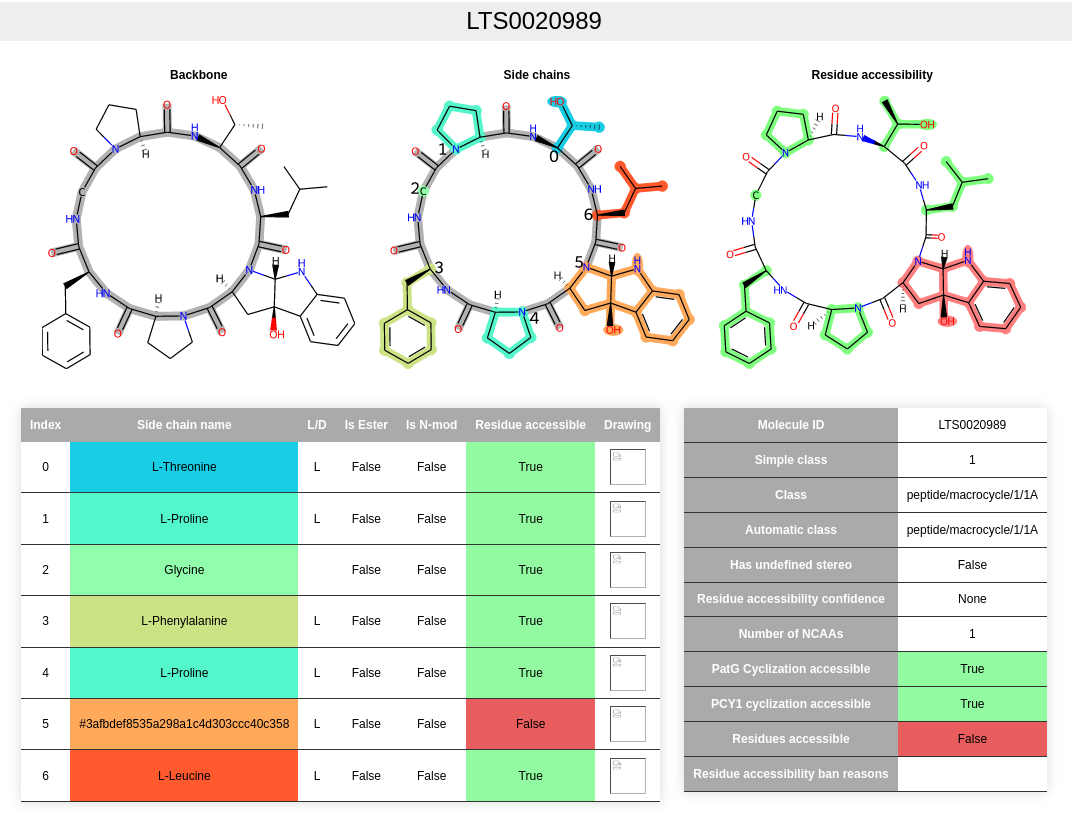 LTS0020989
Backbone Side chains Residue accessibility
Index Side chain name L/D Is Ester Is N-mod Residue accessible Drawing
0 L-Threonine L False False True
1 L-Proline L False False True
2 Glycine False False True
3 L-Phenylalanine L False False True
4 L-Proline L False False True
5 #3afbdef8535a298a1c4d303ccc40c358 L False False False
6 L-Leucine L False False True
Molecule ID LTS0020989
Simple class 1
Class peptide/macrocycle/1/1A
Automatic class peptide/macrocycle/1/1A
Has undefined stereo False
Residue accessibility confidence None
Number of NCAAs 1
PatG Cyclization accessible True
PCY1 cyclization accessible True
Residues accessible False
Residue accessibility ban reasons